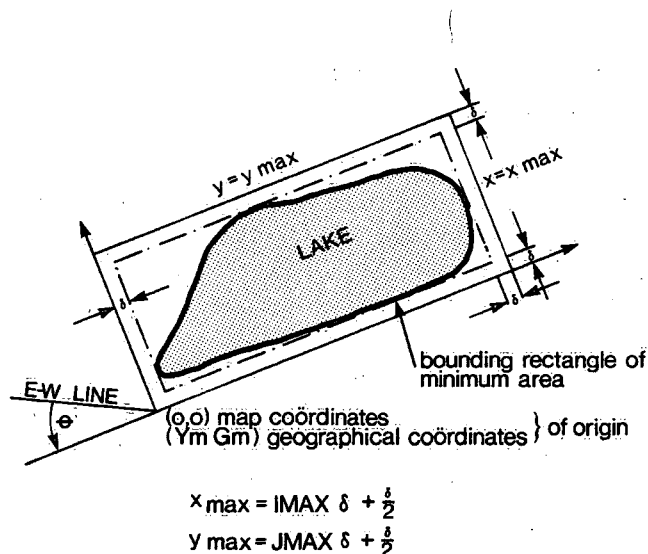 y = y max
δ
x = x max
LAKE
δ
δ
δ
bounding rectangle of
minimum area
E-W LINE
ϕ
(o,o) map coördinates
(Ym Gm) geographical coördinates } of origin
x max = IMAX δ + δ/2
y max = JMAX δ + δ/2